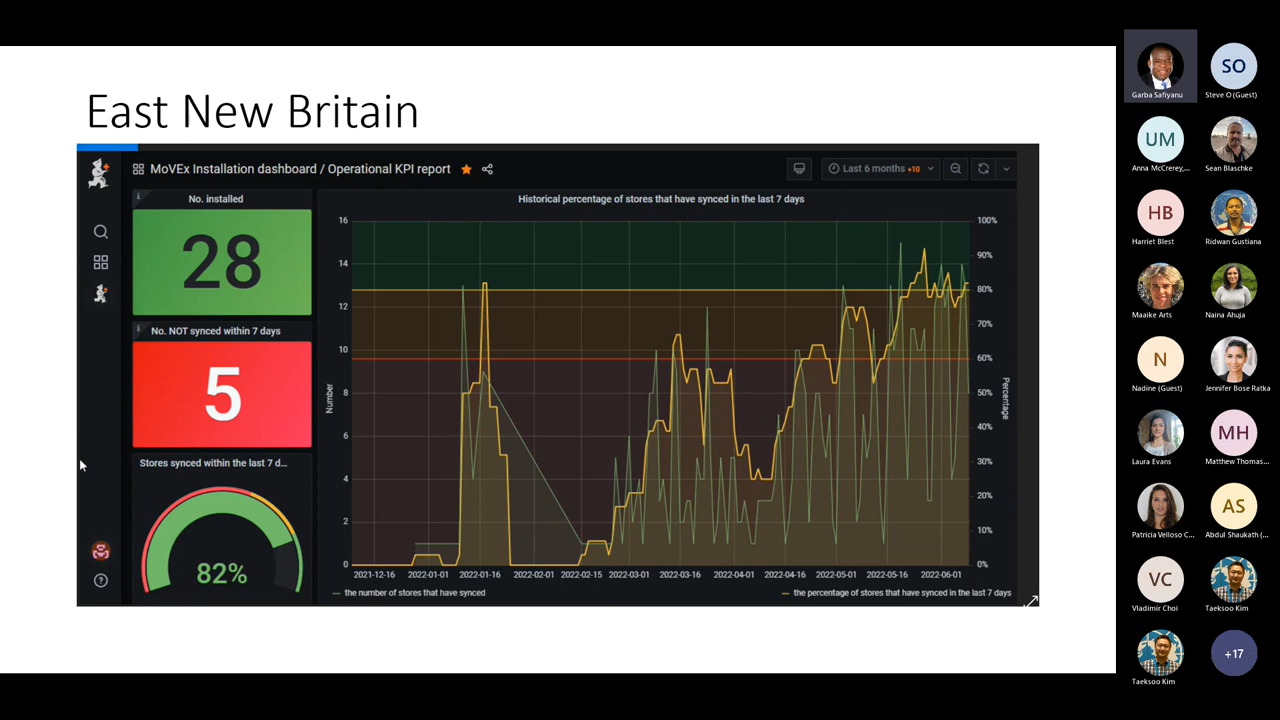 East New Britain
MoVEx Installation dashboard / Operational KPI report
Last 6 months +10
No. installed
28
No. NOT synced within 7 days
5
Stores synced within the last 7 d...
82%
Historical percentage of stores that have synced in the last 7 days
16
14
12
10
8
6
4
2
0
Number
100%
90%
80%
70%
60%
50%
40%
30%
20%
10%
0%
Percentage
2021-12-16 2022-01-01 2022-01-16 2022-02-01 2022-02-15 2022-03-01 2022-03-16 2022-04-01 2022-04-16 2022-05-01 2022-05-16 2022-06-01
the number of stores that have synced
the percentage of stores that have synced in the last 7 days
Garba Safiyanu
SO
Steve O (Guest)
UM
Anna McCrerey,...
Sean Blaschke
HB
Harriet Blest
Ridwan Gustiana
Maaike Arts
Naina Ahuja
N
Nadine (Guest)
Jennifer Bose Ratka
Laura Evans
MH
Matthew Thomas...
Patricia Velloso C...
AS
Abdul Shaukath (...
VC
Vladimir Choi
Taeksoo Kim
Taeksoo Kim
+17